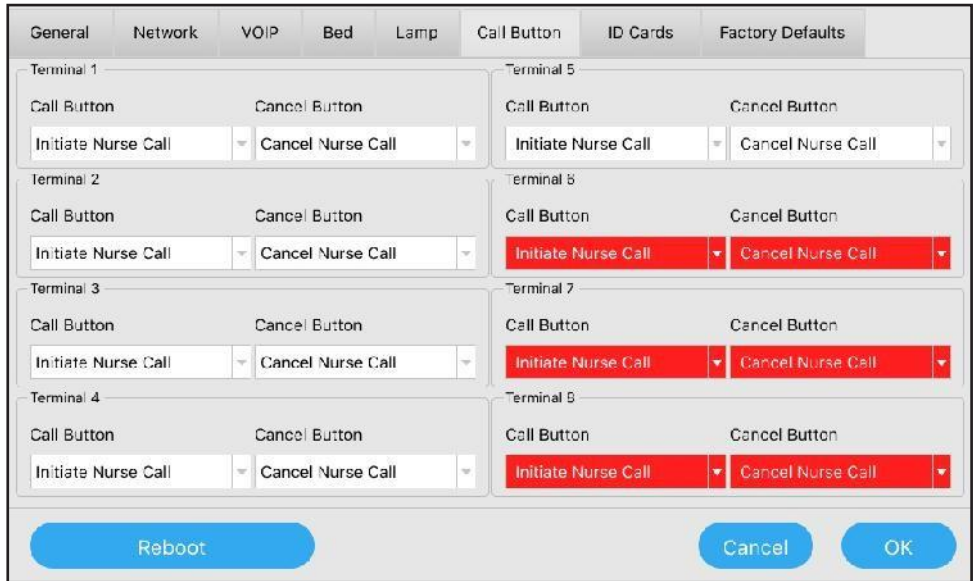 General Network VOIP Bed Lamp Call Button ID Cards Factory Defaults
Terminal 1 Terminal 5
Call Button Cancel Button Call Button Cancel Button
Initiate Nurse Call Cancel Nurse Call Initiate Nurse Call Cancel Nurse Call
Terminal 2 Terminal 6
Call Button Cancel Button Call Button Cancel Button
Initiate Nurse Call Cancel Nurse Call Initiate Nurse Call Cancel Nurse Call
Terminal 3 Terminal 7
Call Button Cancel Button Call Button Cancel Button
Initiate Nurse Call Cancel Nurse Call Initiate Nurse Call Cancel Nurse Call
Terminal 4 Terminal 8
Call Button Cancel Button Call Button Cancel Button
Initiate Nurse Call Cancel Nurse Call Initiate Nurse Call Cancel Nurse Call
Reboot Cancel OK